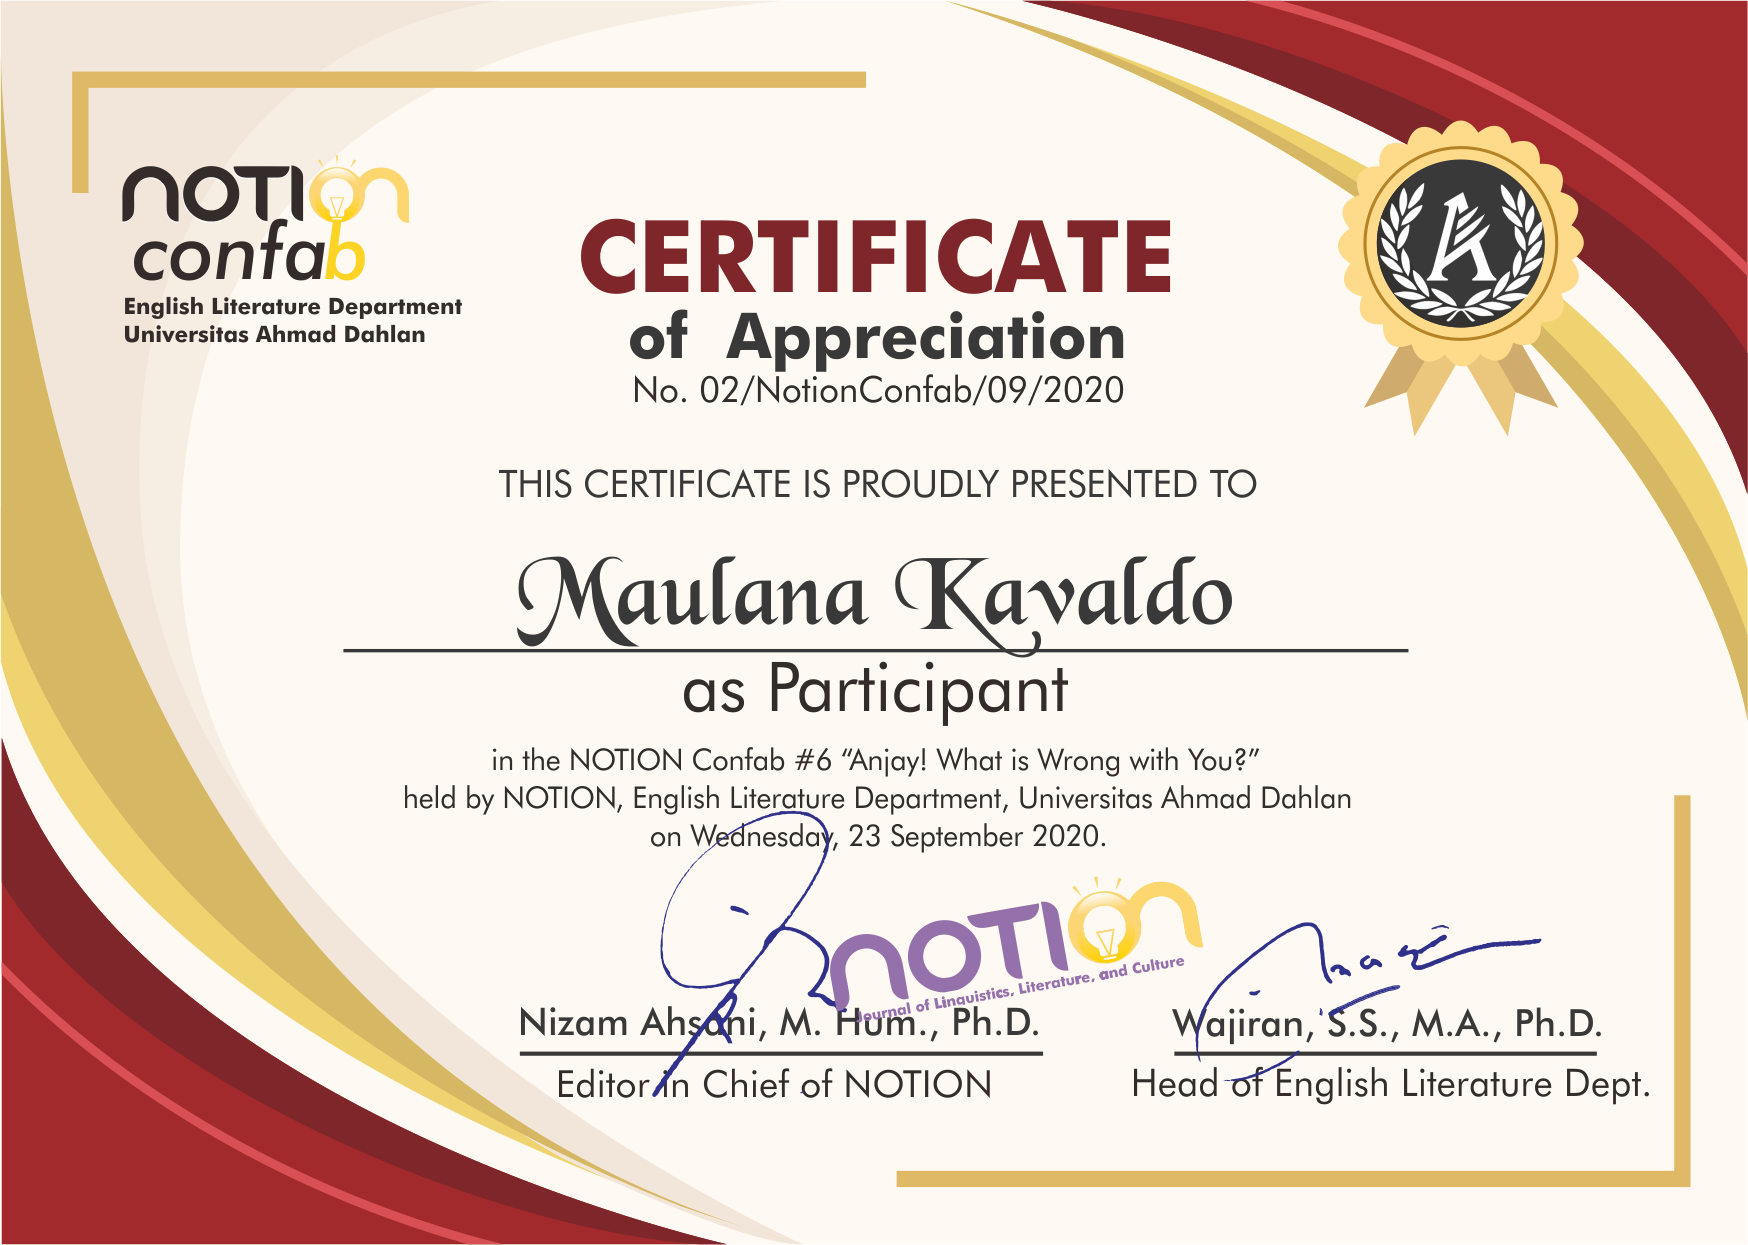 NOTION
confab
English Literature Department
Universitas Ahmad Dahlan
CERTIFICATE
of Appreciation
No. 02/NotionConfab/09/2020
THIS CERTIFICATE IS PROUDLY PRESENTED TO
Maulana Kavaldo
as Participant
in the NOTION Confab #6 “Anjay! What is Wrong with You?”
held by NOTION, English Literature Department, Universitas Ahmad Dahlan
on Wednesday, 23 September 2020.
NOTION
Journal of Linguistics, Literature, and Culture
Nizam Ahsani, M. Hum., Ph.D.
Editor in Chief of NOTION
Wajiran, S.S., M.A., Ph.D.
Head of English Literature Dept.